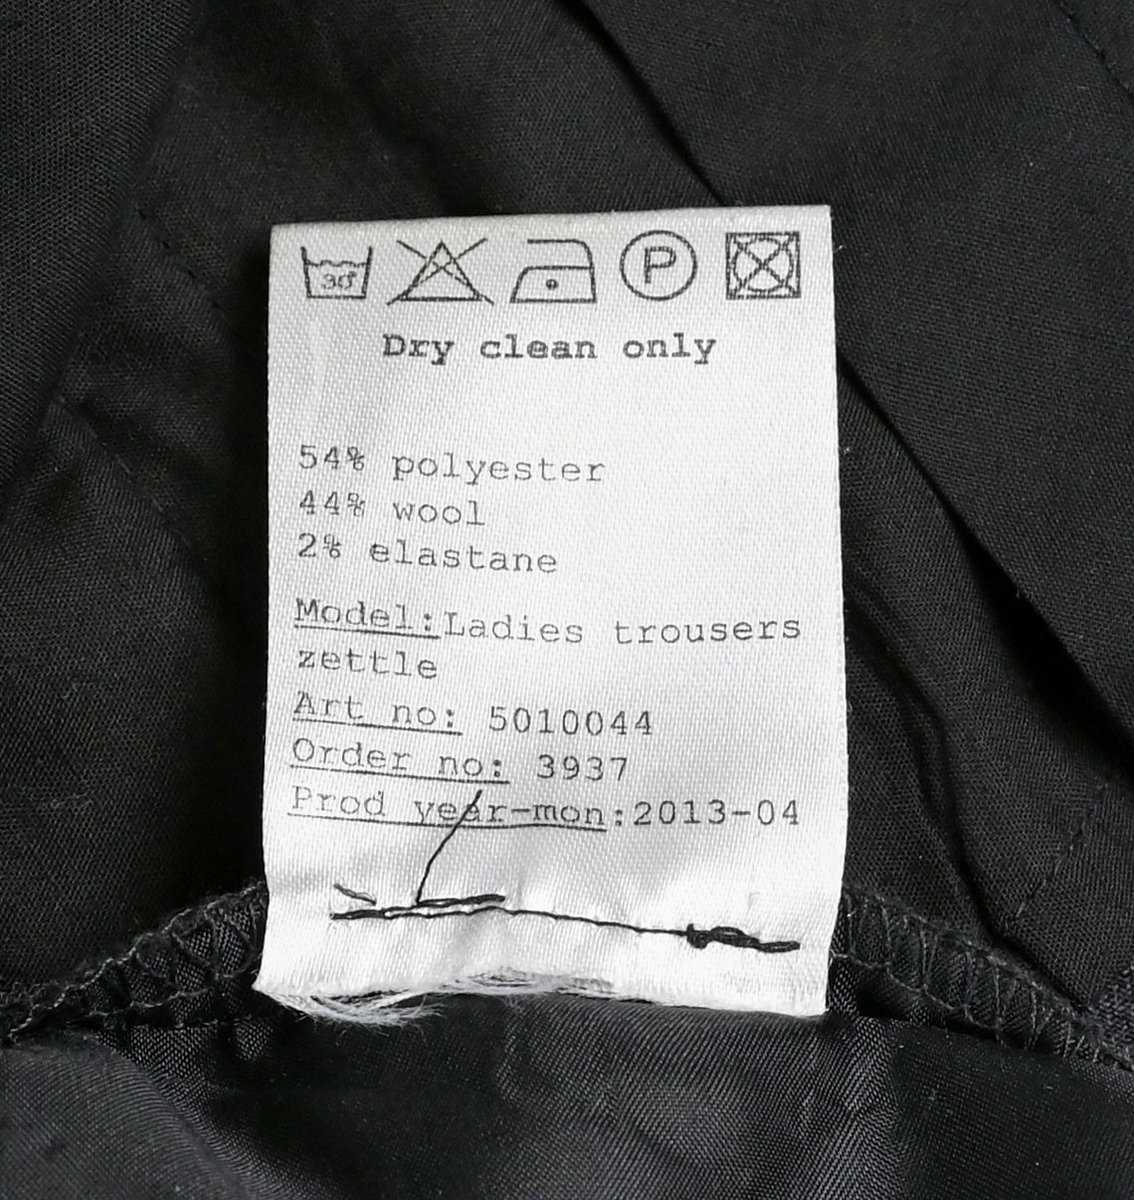 30°
P
Dry clean only
54% polyester
44% wool
2% elastane
Model:Ladies trousers
zettle
Art no: 5010044
Order no: 3937
Prod year-mon:2013-04